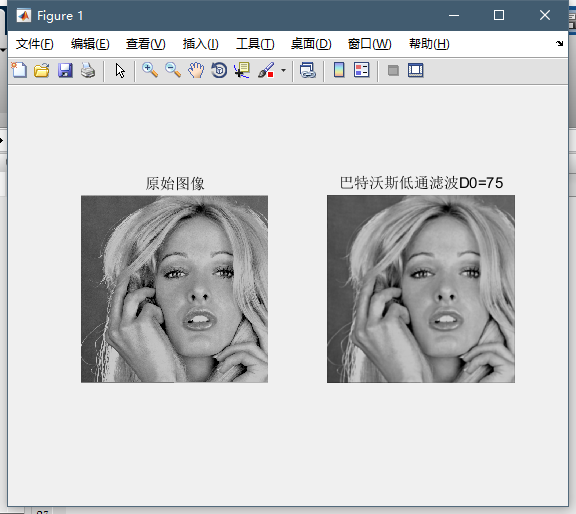 Figure 1
文件(F) 编辑(E) 查看(V) 插入(I) 工具(T) 桌面(D) 窗口(W) 帮助(H)
原始图像 巴特沃斯低通滤波D0=75